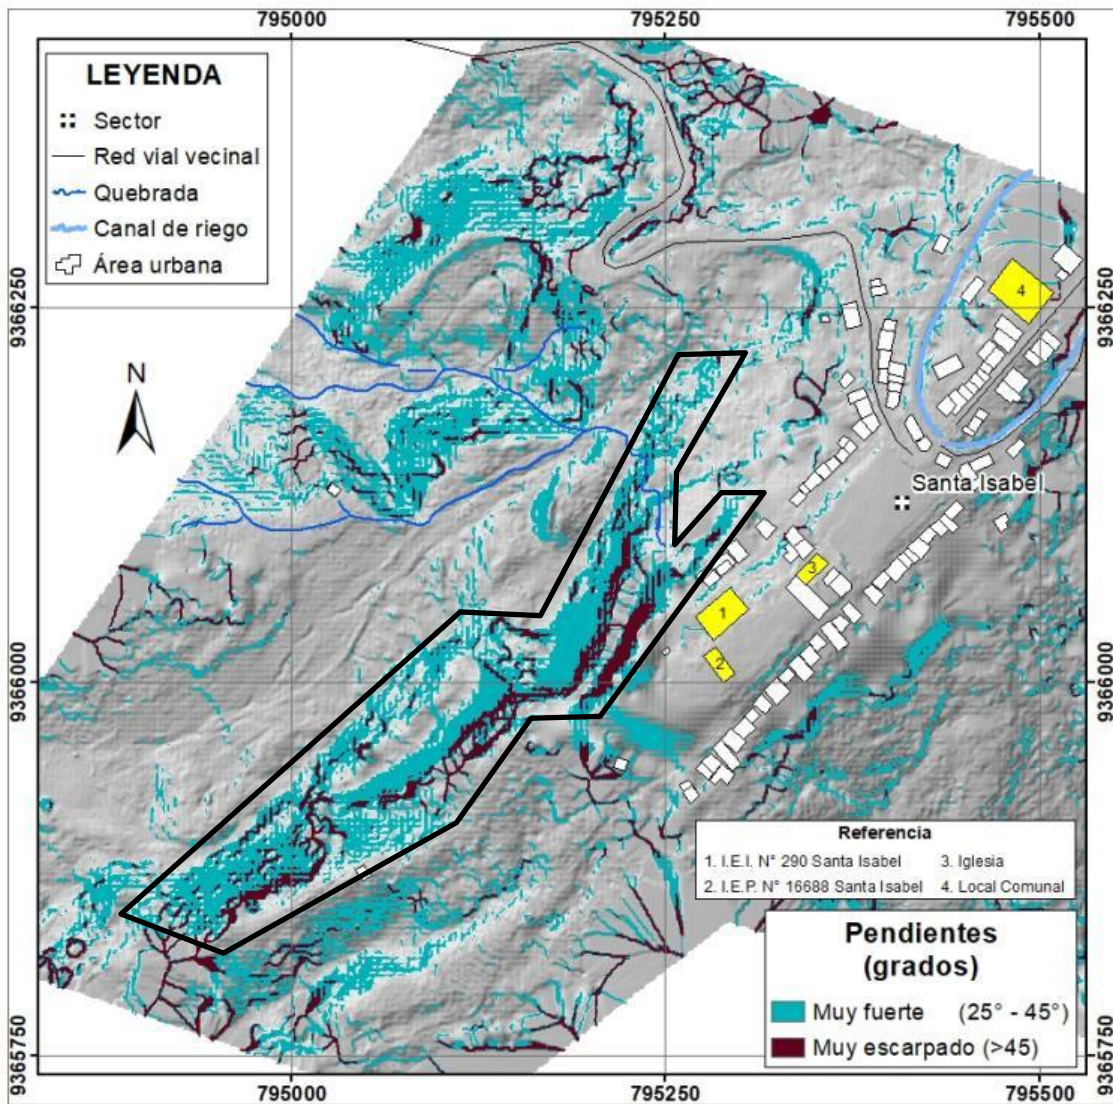 795000
795250
795500
LEYENDA
Sector
Red vial vecinal
Quebrada
Canal de riego
Área urbana
9366250
9366250
4
N
Santa Isabel
3
1
2
9366000
9366000
Referencia
1. I.E.I. N° 290 Santa Isabel
3. Iglesia
2. I.E.P. N° 16688 Santa Isabel
4. Local Comunal
Pendientes
(grados)
Muy fuerte (25° - 45°)
Muy escarpado (>45)
9365750
9365750
795000
795250
795500